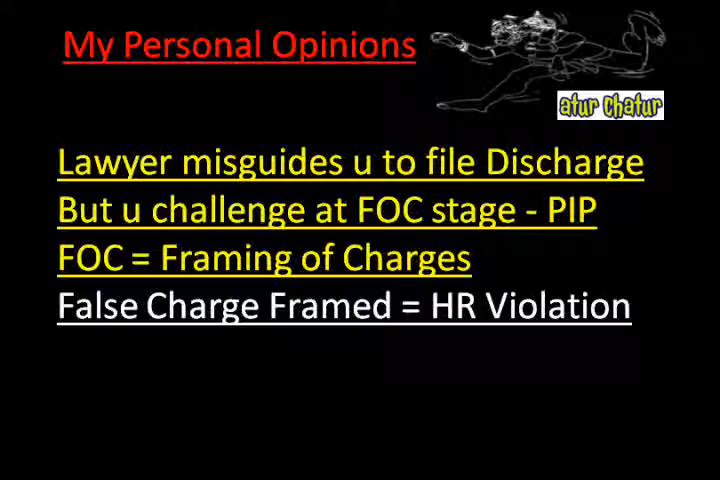 My Personal Opinions
atur chatur
Lawyer misguides u to file Discharge
But u challenge at FOC stage - PIP
FOC = Framing of Charges
False Charge Framed = HR Violation